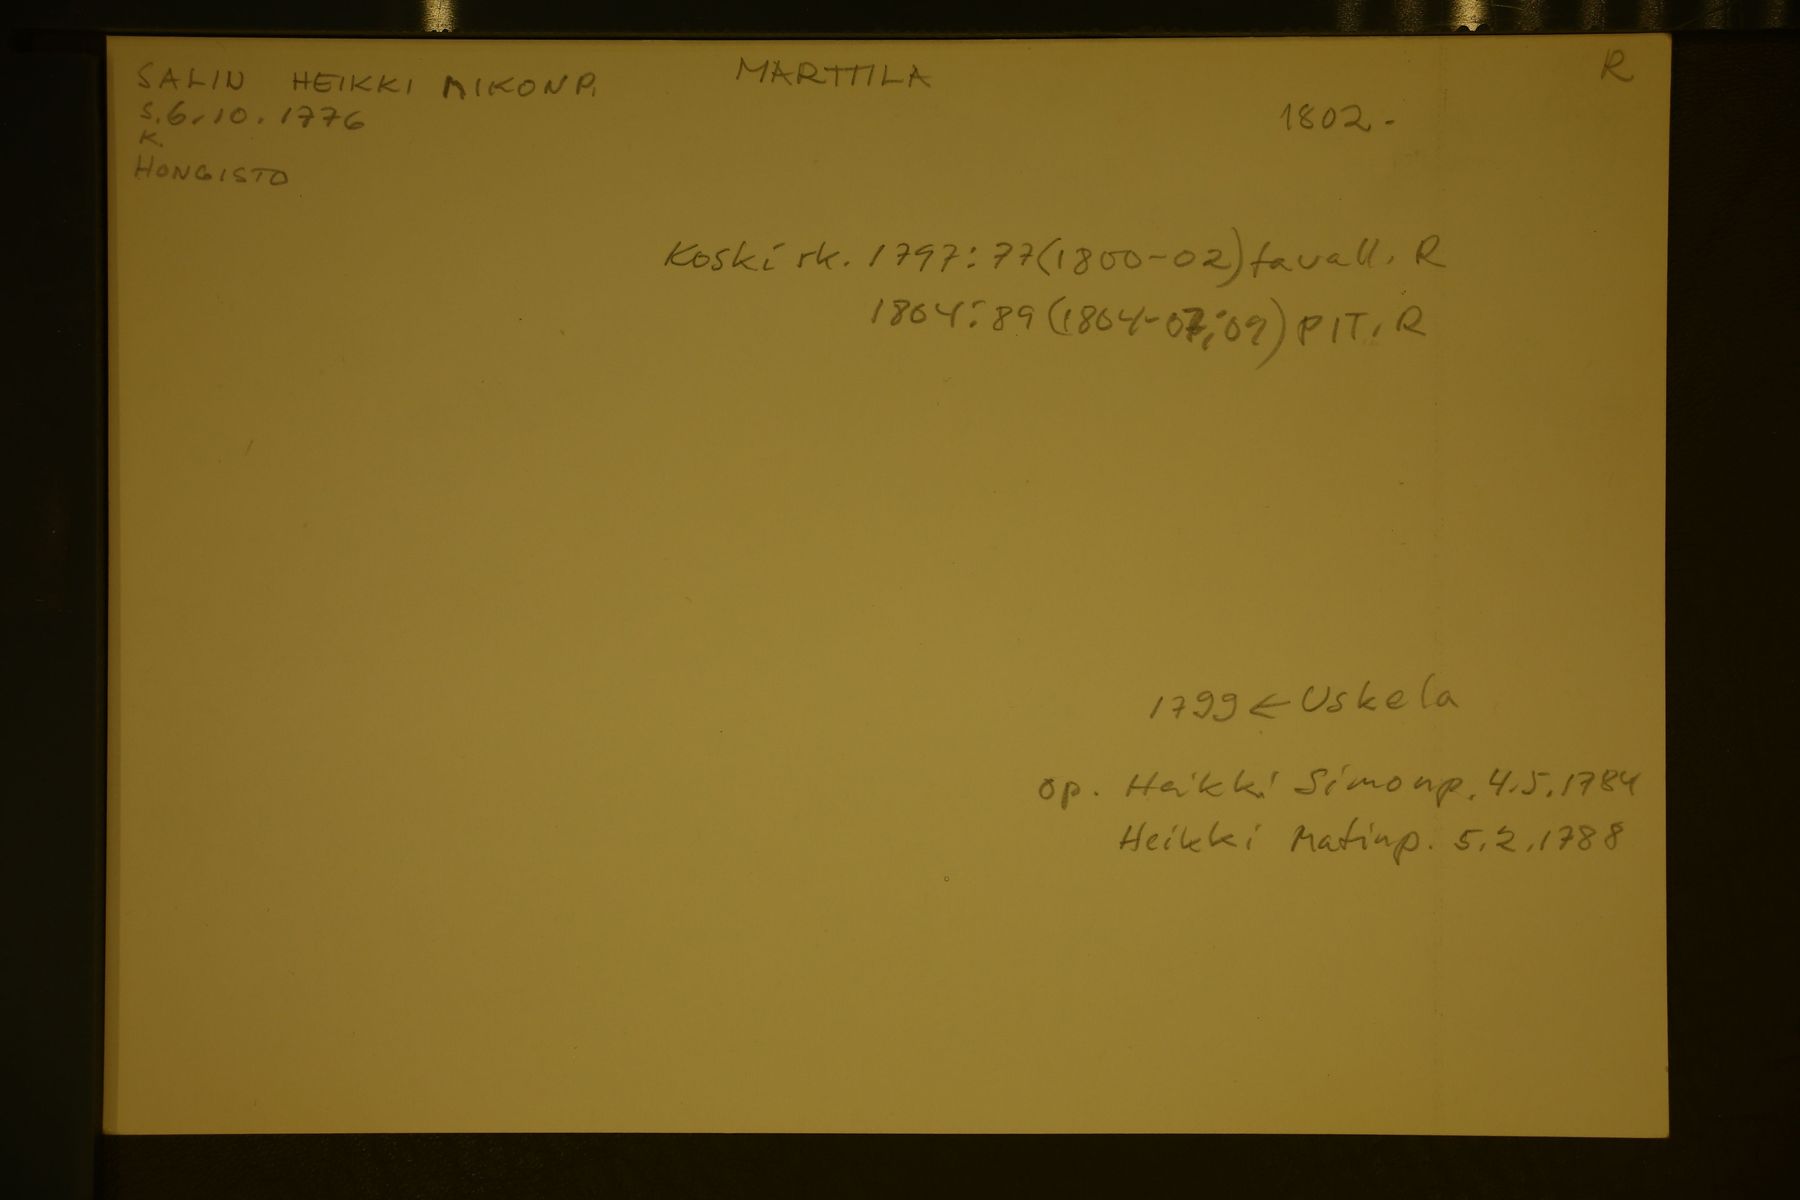 SALIN HEIKKI MIKONP. MARTTILA R
s. 6.10.1776 1802-
K.
HONGISTO
Koski rk. 1797:77(1800-02) tavall. R
1804:89 (1804-07;09) PIT. R
1799 ← Uskela
op. Heikki Simonp. 4.5.1784
Heikki Matinp. 5.2.1788